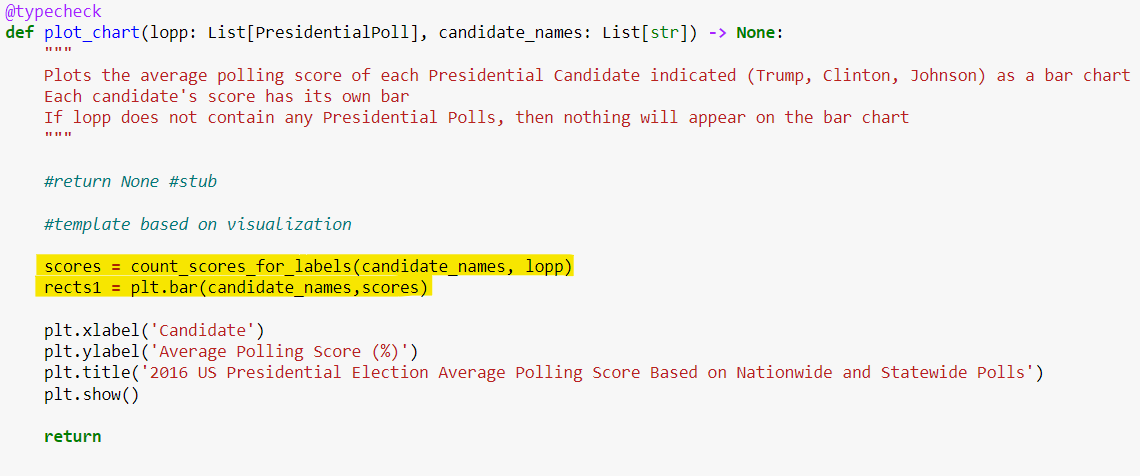 @typecheck
def plot_chart(lopp: List[PresidentialPoll], candidate_names: List[str]) -> None:
    """
    Plots the average polling score of each Presidential Candidate indicated (Trump, Clinton, Johnson) as a bar chart
    Each candidate's score has its own bar
    If lopp does not contain any Presidential Polls, then nothing will appear on the bar chart
    """
    #return None #stub
    #template based on visualization
    scores = count_scores_for_labels(candidate_names, lopp)
    rects1 = plt.bar(candidate_names,scores)
    plt.xlabel('Candidate')
    plt.ylabel('Average Polling Score (%)')
    plt.title('2016 US Presidential Election Average Polling Score Based on Nationwide and Statewide Polls')
    plt.show()
    return